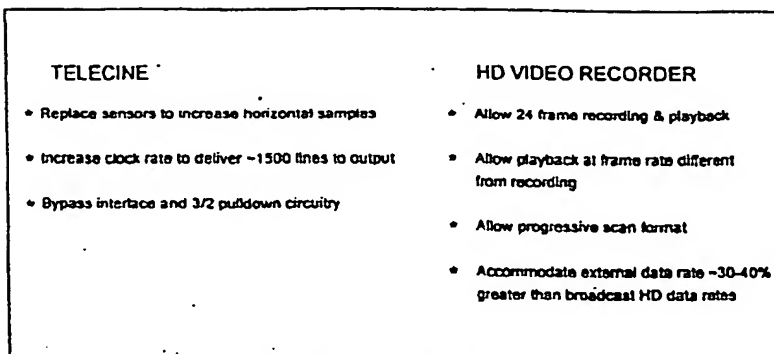 TELECINE
* Replace sensors to increase horizontal samples
* Increase clock rate to deliver ~1500 lines to output
* Bypass interface and 3/2 pulldown circuitry
HD VIDEO RECORDER
* Allow 24 frame recording & playback
* Allow playback at frame rate different
from recording
* Allow progressive scan format
* Accommodate external data rate ~30-40%
greater than broadcast HD data rates